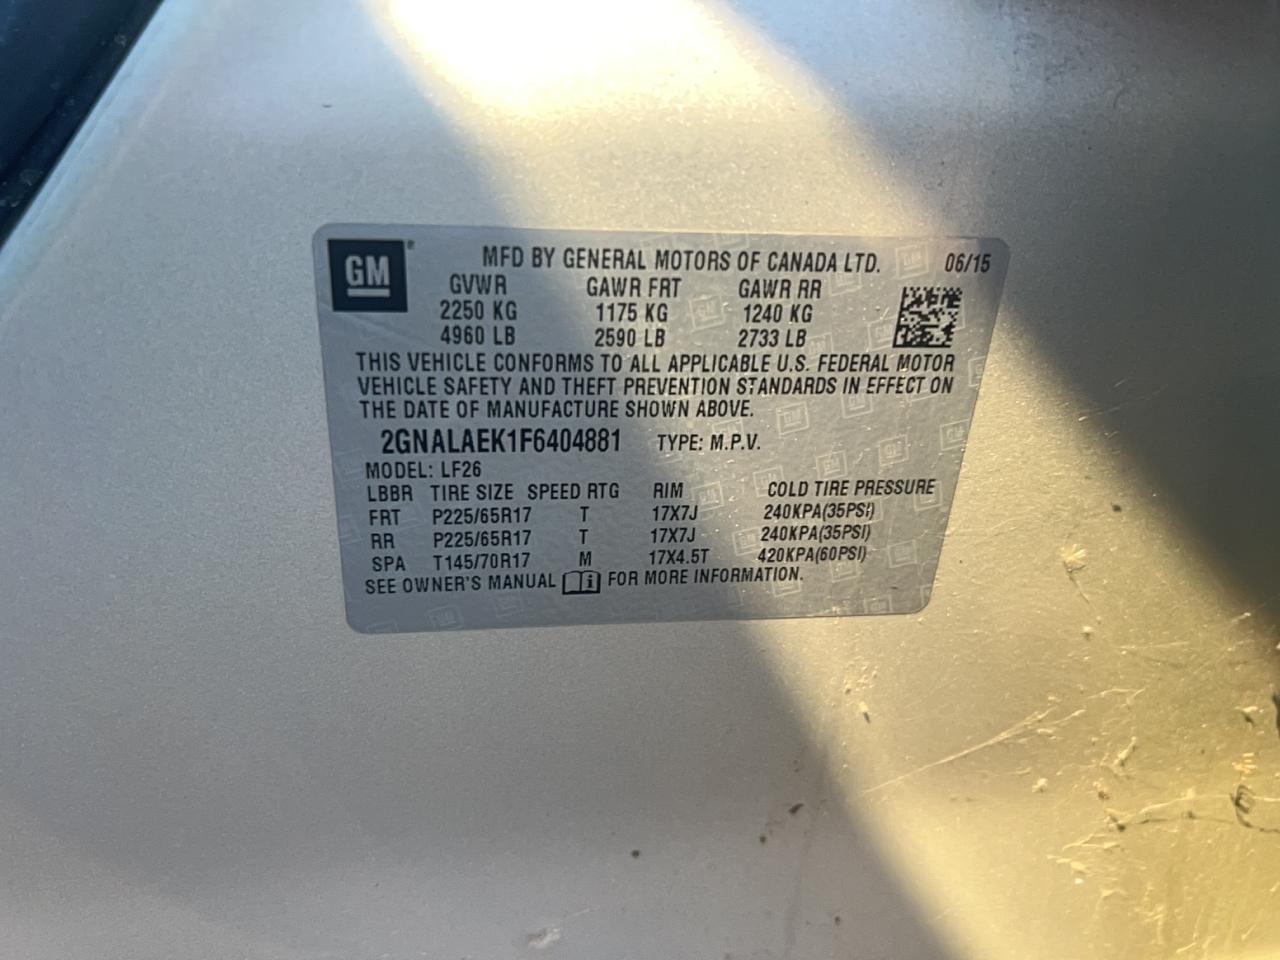 GM
MFD BY GENERAL MOTORS OF CANADA LTD. 06/15
GVWR GAWR FRT GAWR RR
2250 KG 1175 KG 1240 KG
4960 LB 2590 LB 2733 LB
THIS VEHICLE CONFORMS TO ALL APPLICABLE U.S. FEDERAL MOTOR
VEHICLE SAFETY AND THEFT PREVENTION STANDARDS IN EFFECT ON
THE DATE OF MANUFACTURE SHOWN ABOVE.
2GNALAEK1F6404881 TYPE: M.P.V.
MODEL: LF26
LBBR TIRE SIZE SPEED RTG RIM COLD TIRE PRESSURE
FRT P225/65R17 T 17X7J 240KPA(35PSI)
RR P225/65R17 T 17X7J 240KPA(35PSI)
SPA T145/70R17 M 17X4.5T 420KPA(60PSI)
SEE OWNER'S MANUAL i FOR MORE INFORMATION.